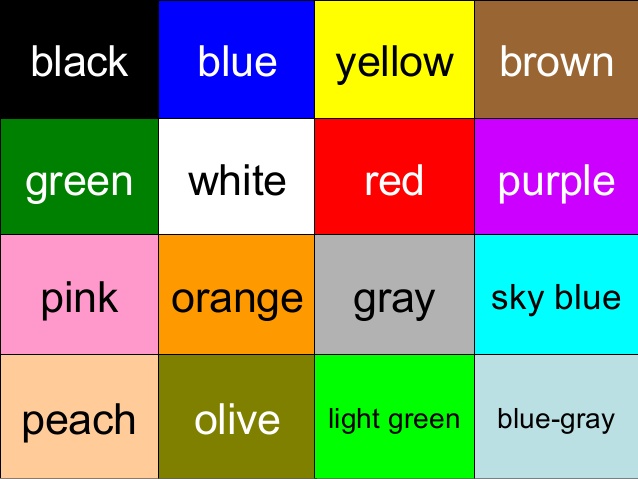 black blue yellow brown
green white red purple
pink orange gray sky blue
peach olive light green blue-gray